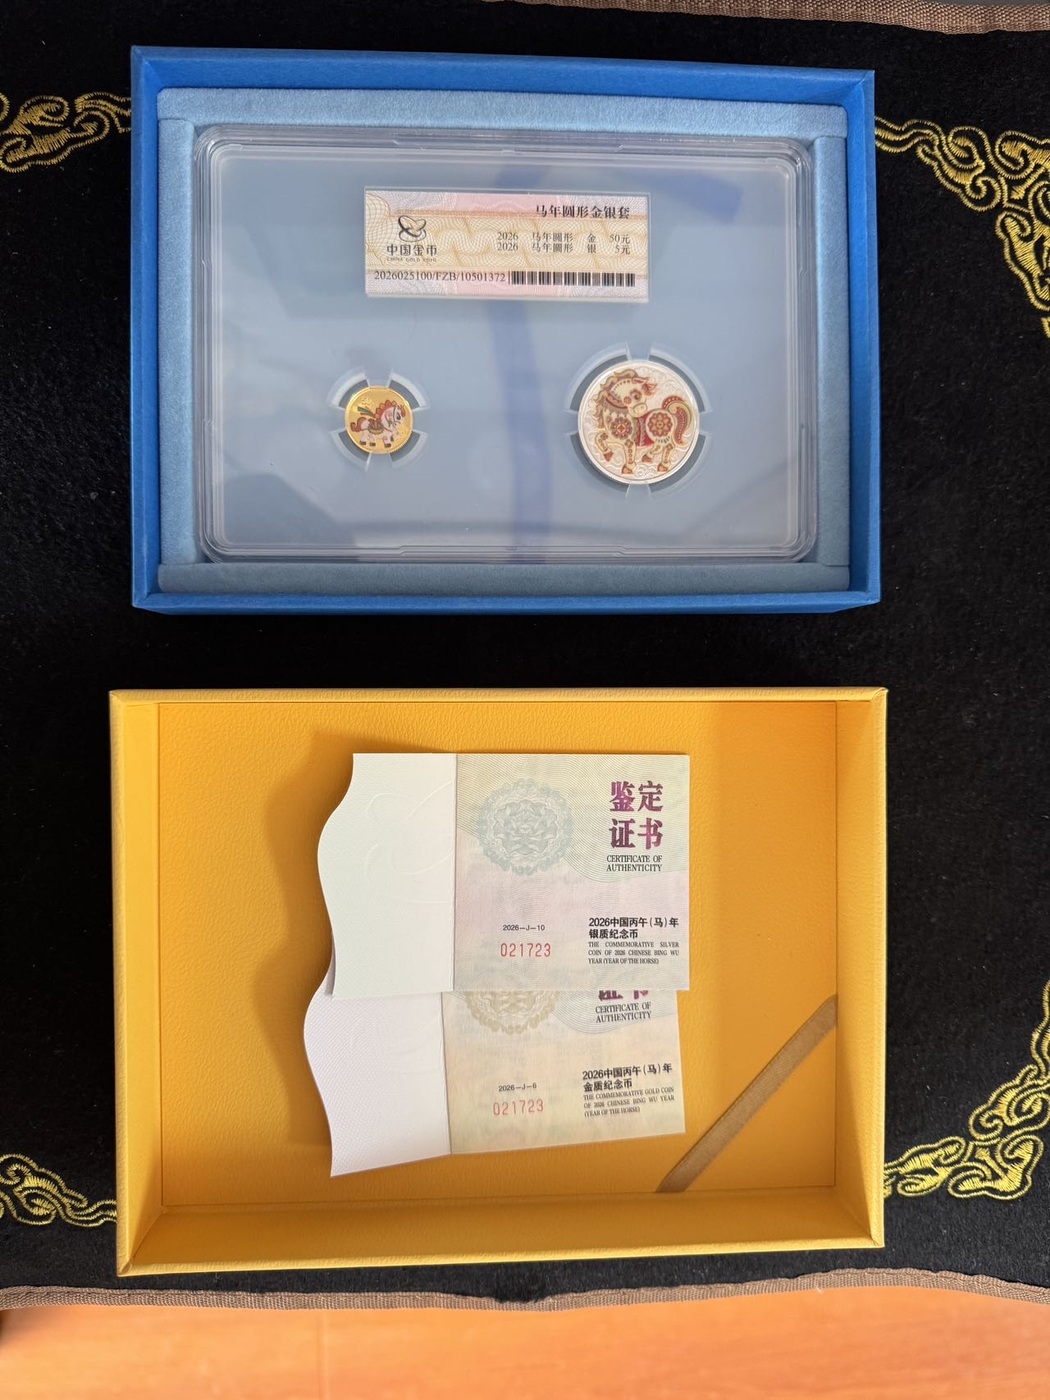 马年圆形金银套
2026 马年圆形 金 50元
2026 马年圆形 银 5元
中国金币
CHINA GOLD COIN
2026025100/FZB/10501372
鉴定
证书
CERTIFICATE OF
AUTHENTICITY
2026中国丙午(马)年
银质纪念币
2026-J-10
021723
THE COMMEMORATIVE SILVER
COIN OF 2026 CHINESE BING WU
YEAR (YEAR OF THE HORSE)
证书
CERTIFICATE OF
AUTHENTICITY
2026中国丙午(马)年
金质纪念币
2026-J-6
021723
THE COMMEMORATIVE GOLD COIN
OF 2026 CHINESE BING WU YEAR
(YEAR OF THE HORSE)